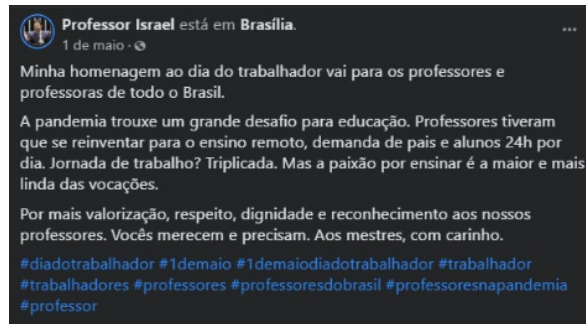 Professor Israel está em Brasília.
1 de maio ·
Minha homenagem ao dia do trabalhador vai para os professores e
professoras de todo o Brasil.
A pandemia trouxe um grande desafio para educação. Professores tiveram
que se reinventar para o ensino remoto, demanda de pais e alunos 24h por
dia. Jornada de trabalho? Triplicada. Mas a paixão por ensinar é a maior e mais
linda das vocações.
Por mais valorização, respeito, dignidade e reconhecimento aos nossos
professores. Vocês merecem e precisam. Aos mestres, com carinho.
#diadotrabalhador #1demaio #1demaiodiadotrabalhador #trabalhador
#trabalhadores #professores #professoresdobrasil #professoresnapandemia
#professor